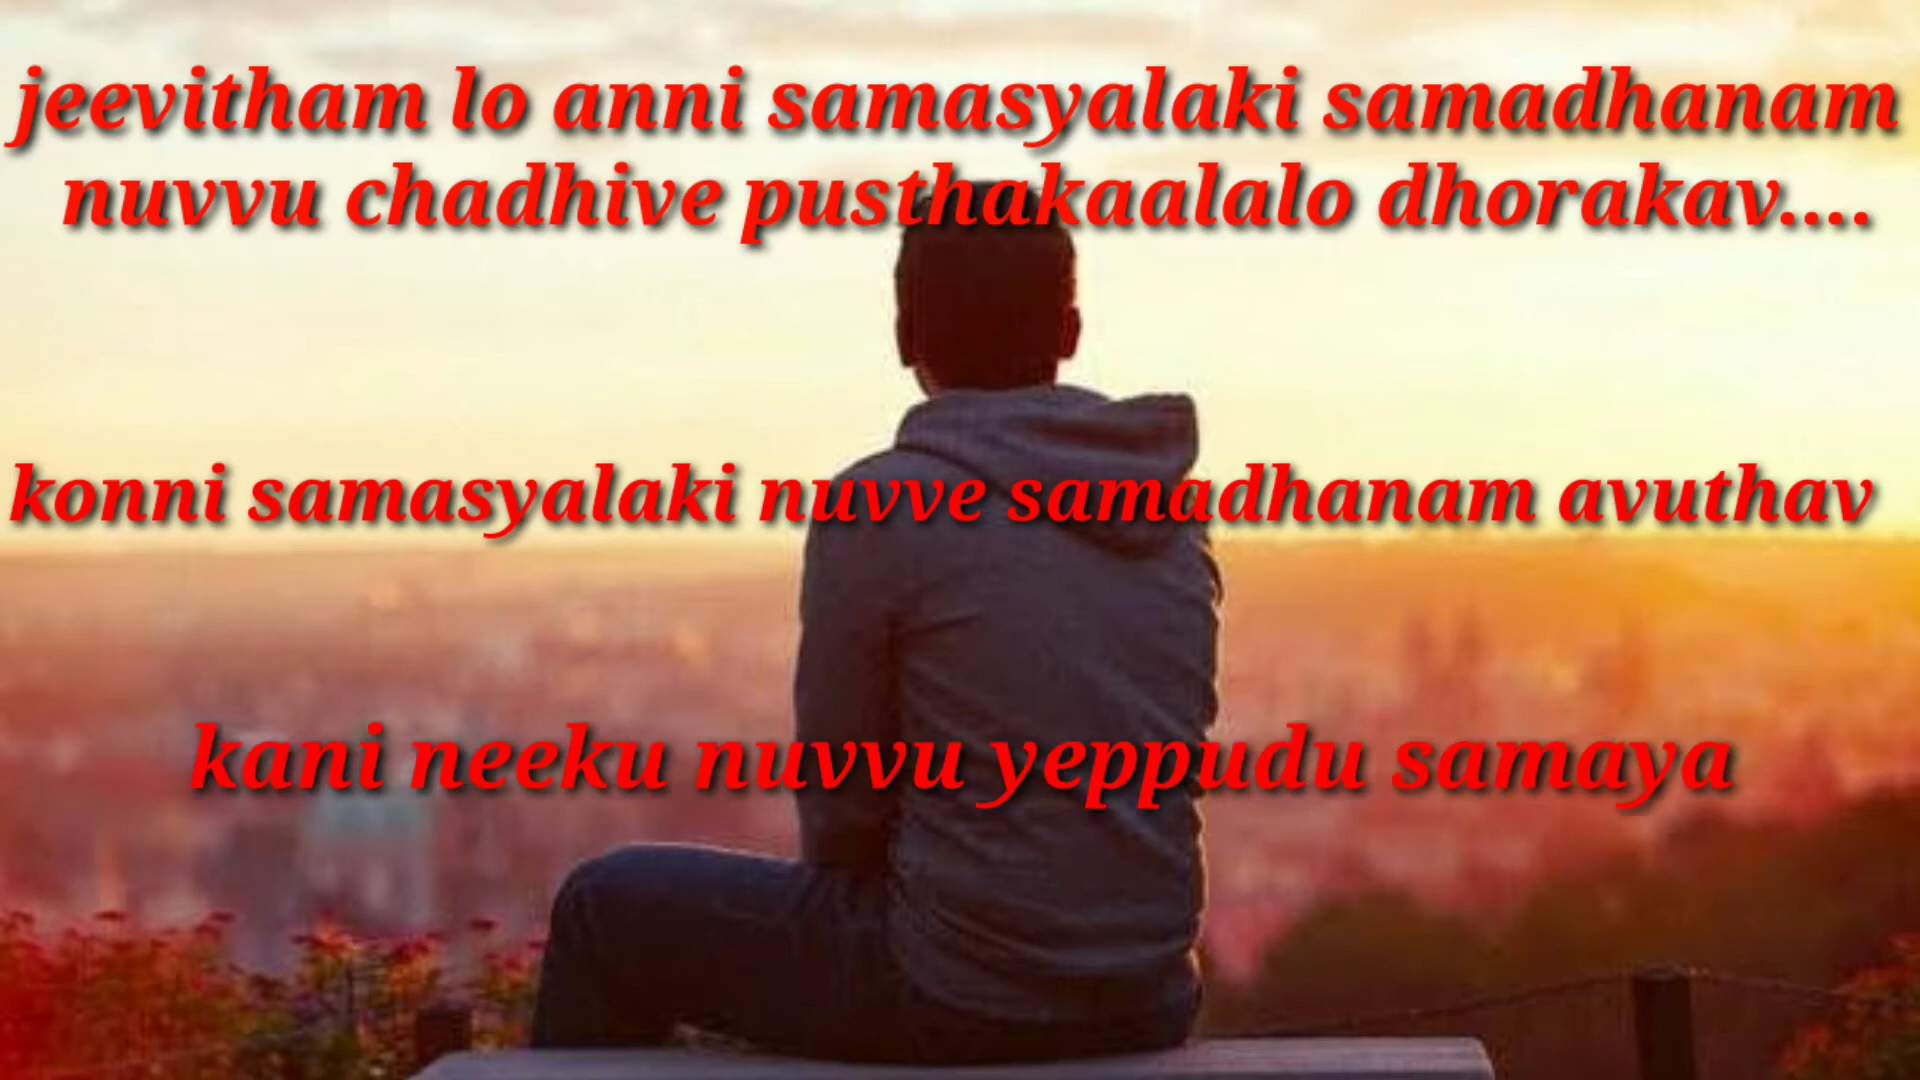 jeevitham lo anni samasyalaki samadhanam
nuvvu chadhive pusthakaalalo dhorakav....
konni samasyalaki nuvve samadhanam avuthav
kani neeku nuvvu yeppudu samaya